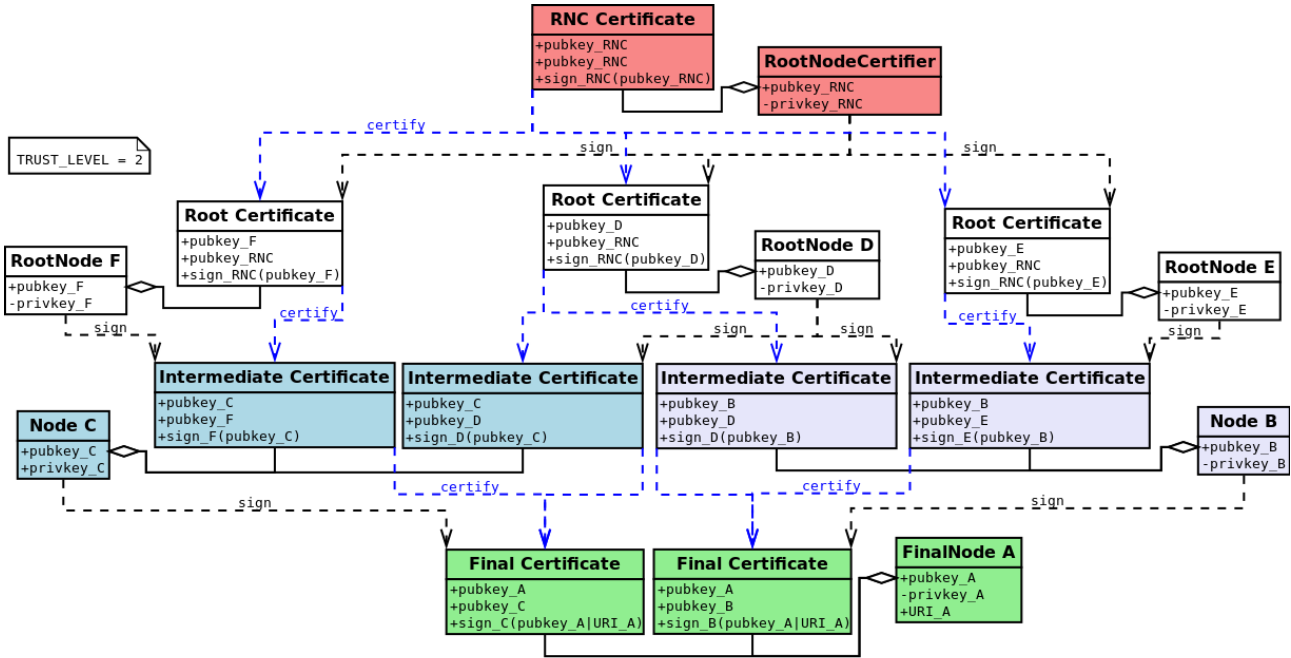 RNC Certificate
+pubkey_RNC
+pubkey_RNC
+sign_RNC(pubkey_RNC)
RootNodeCertifier
+pubkey_RNC
-privkey_RNC
certify
TRUST_LEVEL = 2
sign
sign
Root Certificate
+pubkey_F
+pubkey_RNC
+sign_RNC(pubkey_F)
Root Certificate
+pubkey_D
+pubkey_RNC
+sign_RNC(pubkey_D)
Root Certificate
+pubkey_E
+pubkey_RNC
+sign_RNC(pubkey_E)
RootNode F
+pubkey_F
-privkey_F
RootNode D
+pubkey_D
-privkey_D
RootNode E
+pubkey_E
-privkey_E
sign
certify
certify
sign
sign
certify
sign
Intermediate Certificate
+pubkey_C
+pubkey_F
+sign_F(pubkey_C)
Intermediate Certificate
+pubkey_C
+pubkey_D
+sign_D(pubkey_C)
Intermediate Certificate
+pubkey_B
+pubkey_D
+sign_D(pubkey_B)
Intermediate Certificate
+pubkey_B
+pubkey_E
+sign_E(pubkey_B)
Node C
+pubkey_C
+privkey_C
Node B
+pubkey_B
-privkey_B
certify
certify
sign
sign
Final Certificate
+pubkey_A
+pubkey_C
+sign_C(pubkey_A|URI_A)
Final Certificate
+pubkey_A
+pubkey_B
+sign_B(pubkey_A|URI_A)
FinalNode A
+pubkey_A
-privkey_A
+URI_A